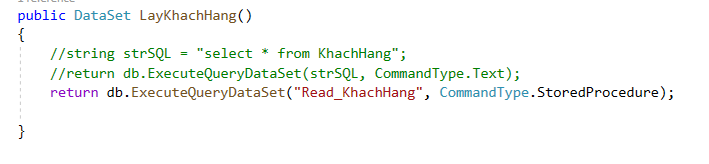 public DataSet LayKhachHang()
{
//string strSQL = "select * from KhachHang";
//return db.ExecuteQueryDataSet(strSQL, CommandType.Text);
return db.ExecuteQueryDataSet("Read_KhachHang", CommandType.StoredProcedure);
}